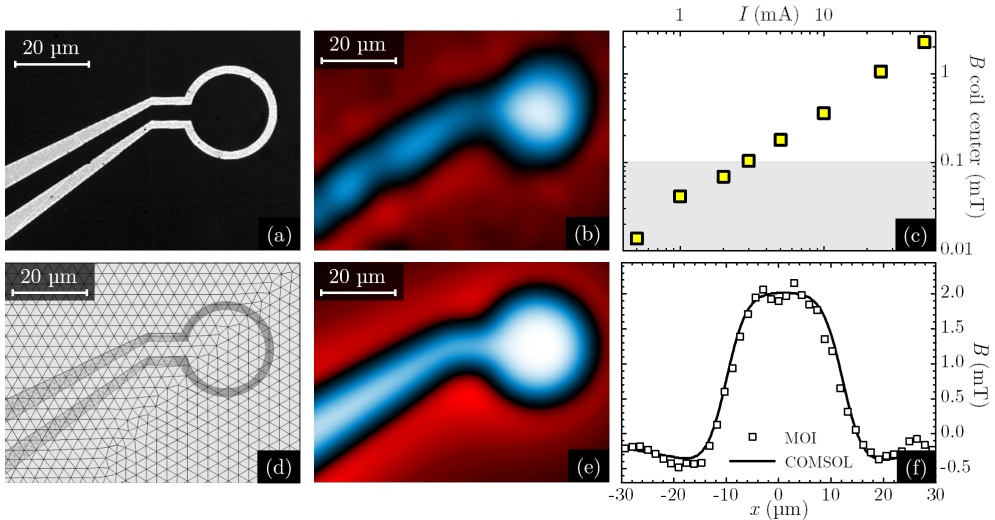 1 I (mA) 10
20 µm
(a)
20 µm
(b)
1
0.1
0.01
B coil center (mT)
(c)
20 µm
(d)
20 µm
(e)
2.0
1.5
1.0
0.5
0.0
-0.5
B (mT)
MOI
COMSOL
(f)
-30 -20 -10 0 10 20 30
x (µm)